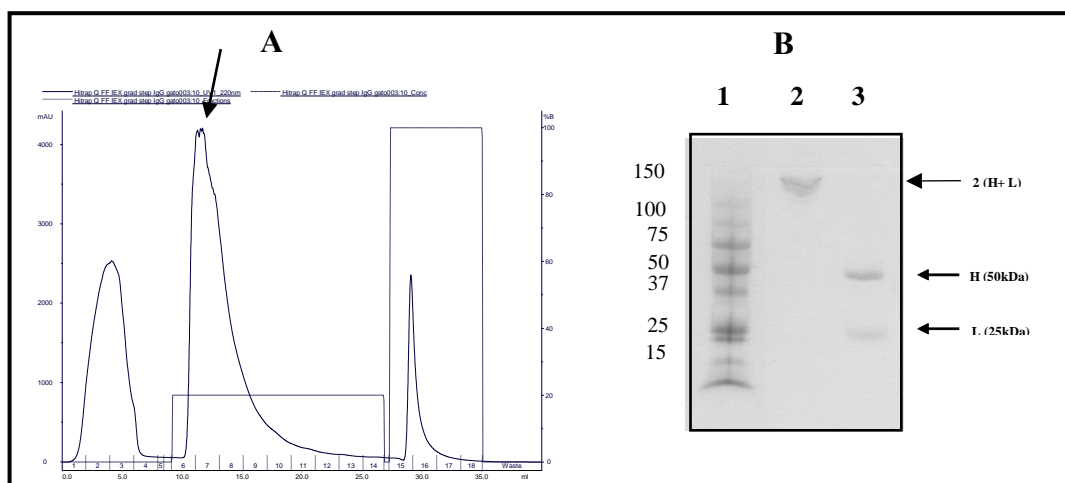 A
B
Hitrap Q FF IEX grad step IgG gato003:10_UV1_220nm
Hitrap Q FF IEX grad step IgG gato003:10_Conc
Hitrap Q FF IEX grad step IgG gato003:10_Fractions
mAU
%B
4000
3000
2000
1000
0
100
80
60
40
20
0
1 2 3 4 5 6 7 8 9 10 11 12 13 14 15 16 17 18 Waste
0.0 5.0 10.0 15.0 20.0 25.0 30.0 35.0 ml
1 2 3
150
100
75
50
37
25
15
2 (H+ L)
H (50kDa)
L (25kDa)